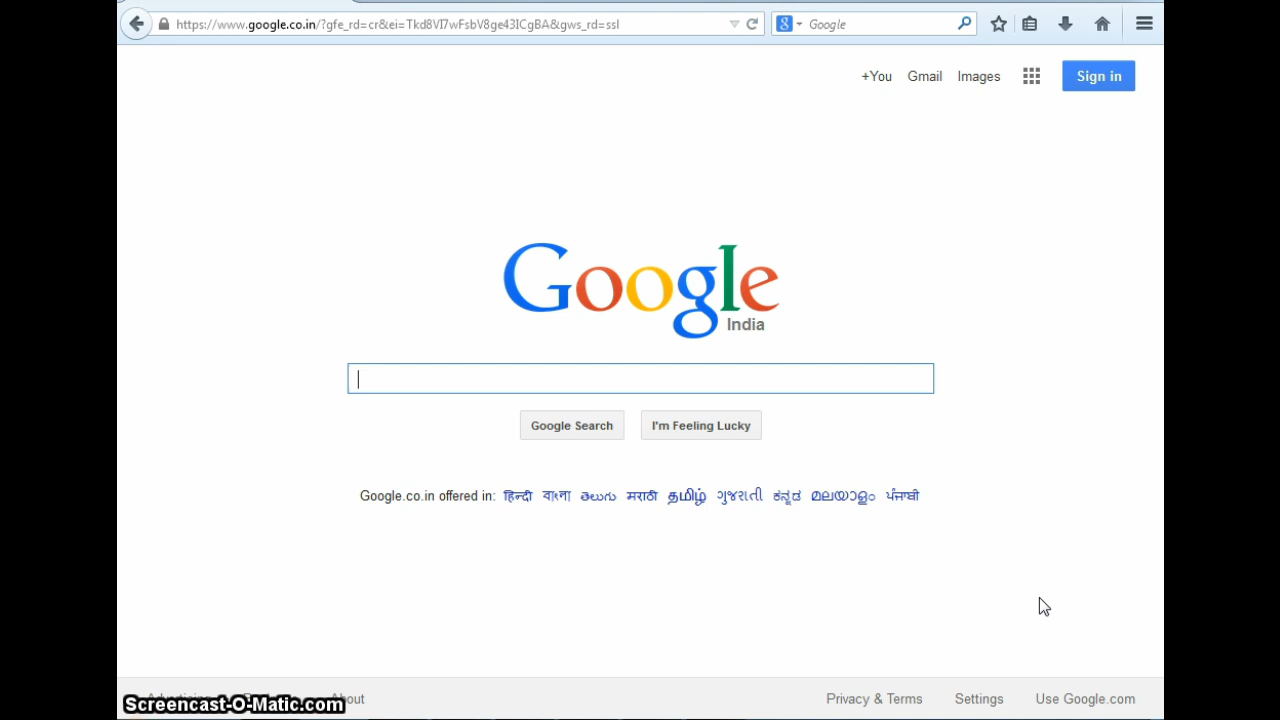 https://www.google.co.in/?gfe_rd=cr&ei=Tkd8VI7wFsbV8ge43ICgBA&gws_rd=ssl
Google
+You Gmail Images Sign in
Google
India
Google Search I'm Feeling Lucky
Google.co.in offered in: हिन्दी বাংলা తెలుగు मराठी தமிழ் ગુજરાતી ಕನ್ನಡ മലയാളം ਪੰਜਾਬੀ
About Privacy & Terms Settings Use Google.com
Screencast-O-Matic.com